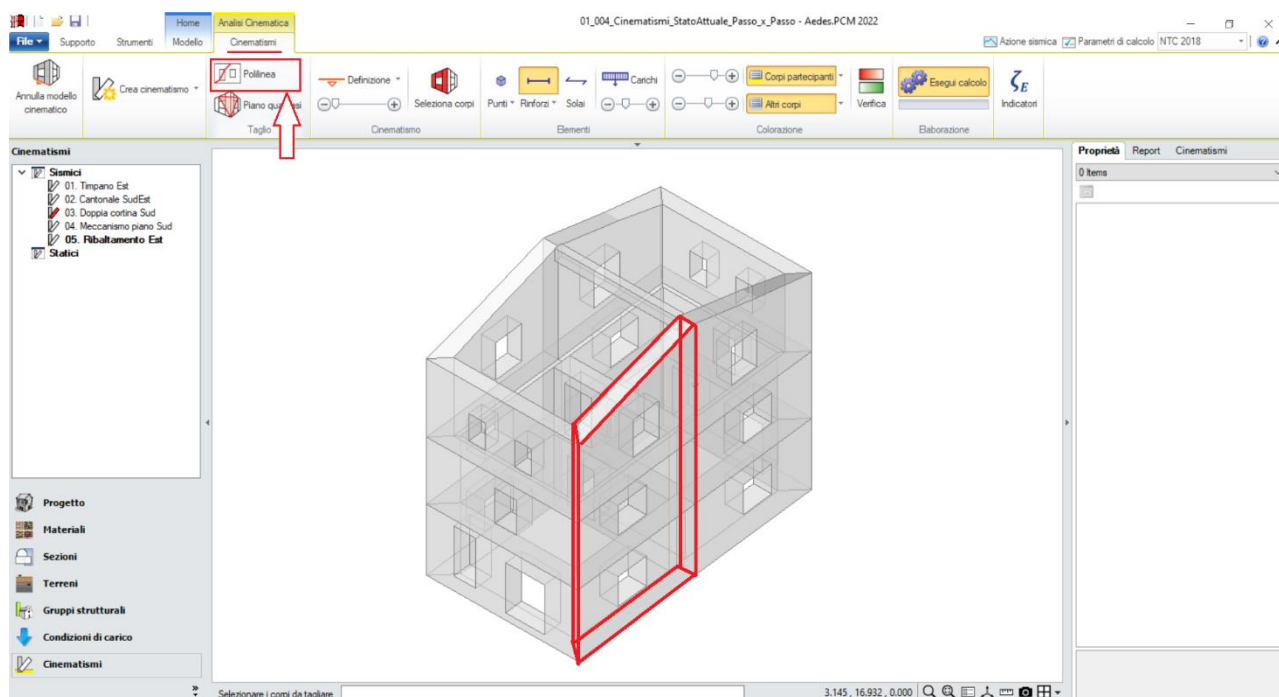 01_004_Cinematismi_StatoAttuale_Passo_x_Passo - Aedes.PCM 2022
Home
Analisi Cinematica
File
Supporto
Strumenti
Modello
Cinematismi
Azione sismica
Parametri di calcolo
NTC 2018
Annulla modello
cinematico
Crea cinematismo
Polilinea
Taglio
Definizione
Seleziona corpi
Cinematismo
Punti
Rinforzi
Solai
Carichi
Elementi
Corpi partecipanti
Altri corpi
Verifica
Colorazione
Esegui calcolo
Elaborazione
ζE
Indicatori
Cinematismi
Sismici
01. Timpano Est
02. Cantonale SudEst
03. Doppia cortina Sud
04. Meccanismo piano Sud
05. Ribaltamento Est
Statici
Progetto
Materiali
Sezioni
Terreni
Gruppi strutturali
Condizioni di carico
Cinematismi
Proprietà
Report
Cinematismi
0 Items
Selezionare i corpi da tagliare
3.145 , 16.932 , 0.000